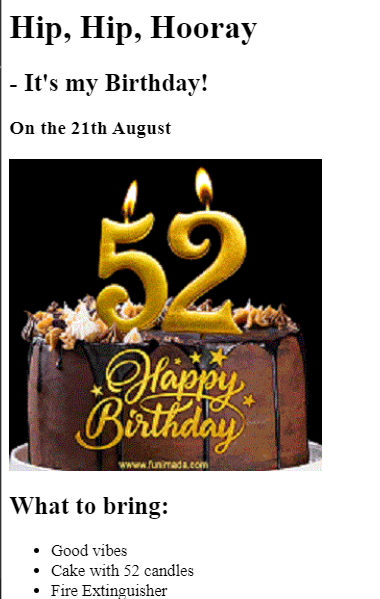 Hip, Hip, Hooray
- It's my Birthday!
On the 21th August
52
Happy
Birthday
www.funimada.com
What to bring:
• Good vibes
• Cake with 52 candles
• Fire Extinguisher